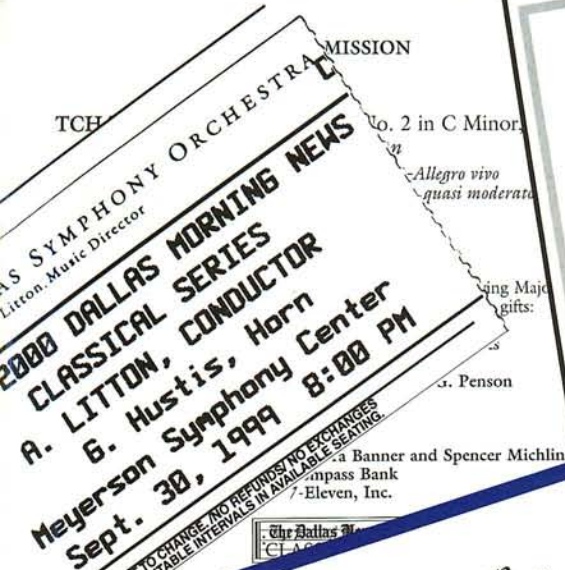 MISSION
TCH
No. 2 in C Minor,
-Allegro vivo
quasi moderato
ing Majo
gifts:
G. Penson
a Banner and Spencer Michlin
mpass Bank
7-Eleven, Inc.
The Dallas
AS SYMPHONY ORCHESTRA
Litton, Music Director
2000 DALLAS MORNING NEWS
CLASSICAL SERIES
A. LITTON, CONDUCTOR
G. Hustis, Horn
Meyerson Symphony Center
Sept. 30, 1999 8:00 PM
TO CHANGE. NO REFUNDS/NO EXCHANGES
TABLE INTERVALS IN AVAILABLE SEATING.